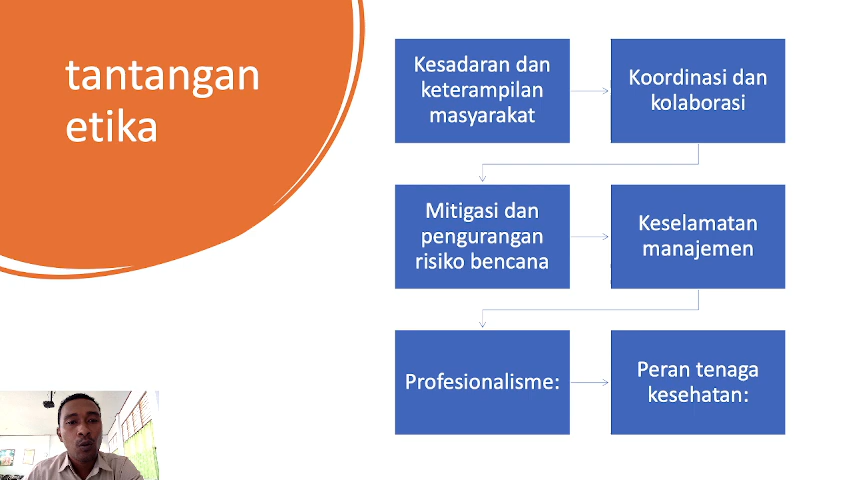 tantangan
etika
Kesadaran dan
keterampilan
masyarakat
Koordinasi dan
kolaborasi
Mitigasi dan
pengurangan
risiko bencana
Keselamatan
manajemen
Profesionalisme:
Peran tenaga
kesehatan: